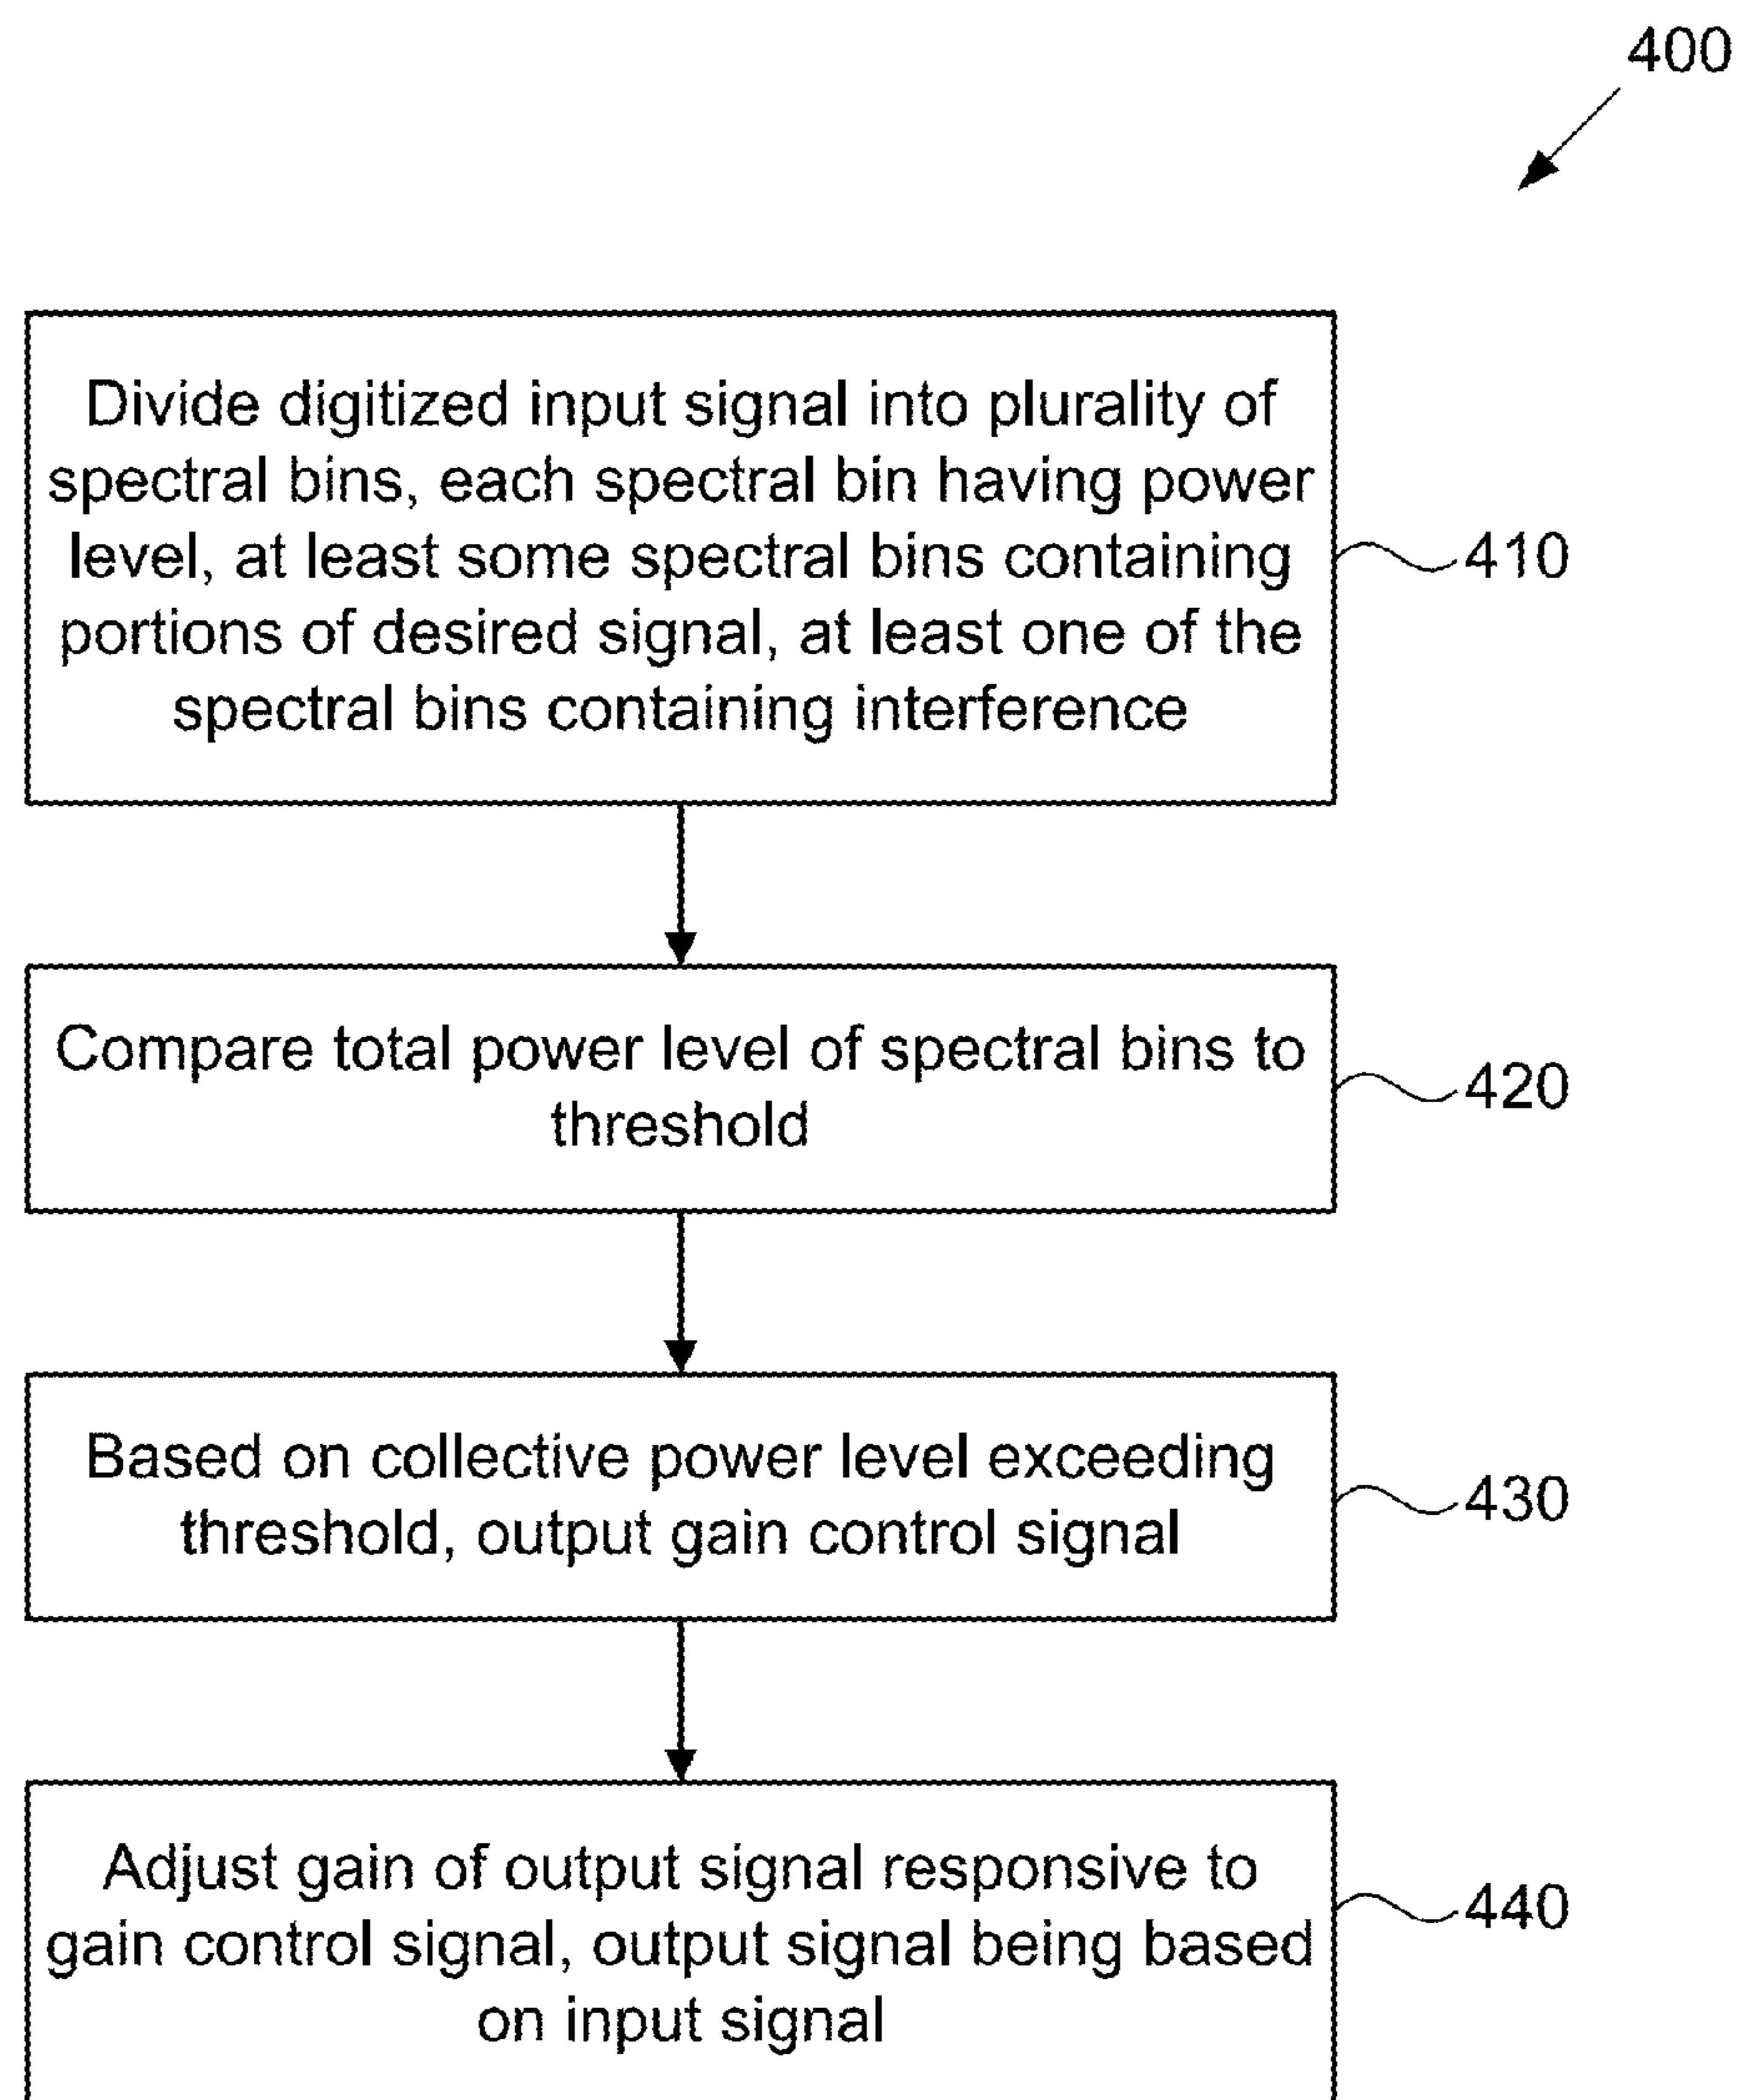 400
Divide digitized input signal into plurality of
spectral bins, each spectral bin having power
level, at least some spectral bins containing
portions of desired signal, at least one of the
spectral bins containing interference
410
Compare total power level of spectral bins to
threshold
420
Based on collective power level exceeding
threshold, output gain control signal
430
Adjust gain of output signal responsive to
gain control signal, output signal being based
on input signal
440